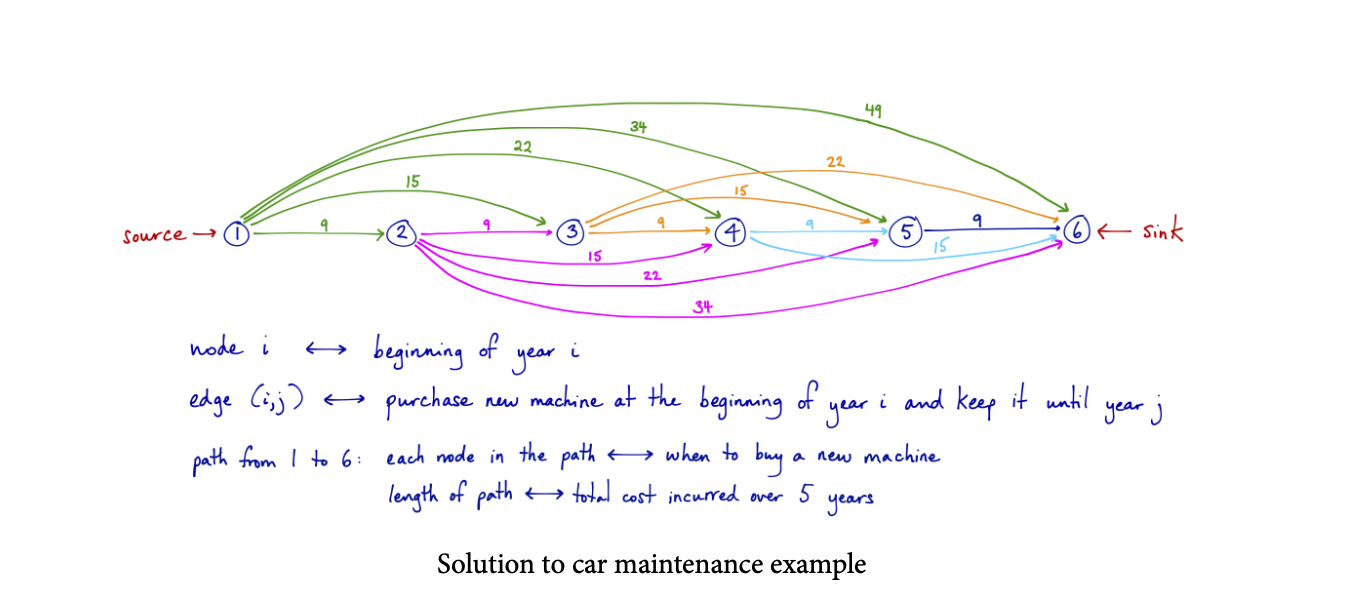 49
34
22
22
15
15
source → 1 9 2 9 3 9 4 9 5 9 6 ← sink
15
15
22
34
node i ↔ beginning of year i
edge (i,j) ↔ purchase new machine at the beginning of year i and keep it until year j
path from 1 to 6: each node in the path ↔ when to buy a new machine
length of path ↔ total cost incurred over 5 years
Solution to car maintenance example